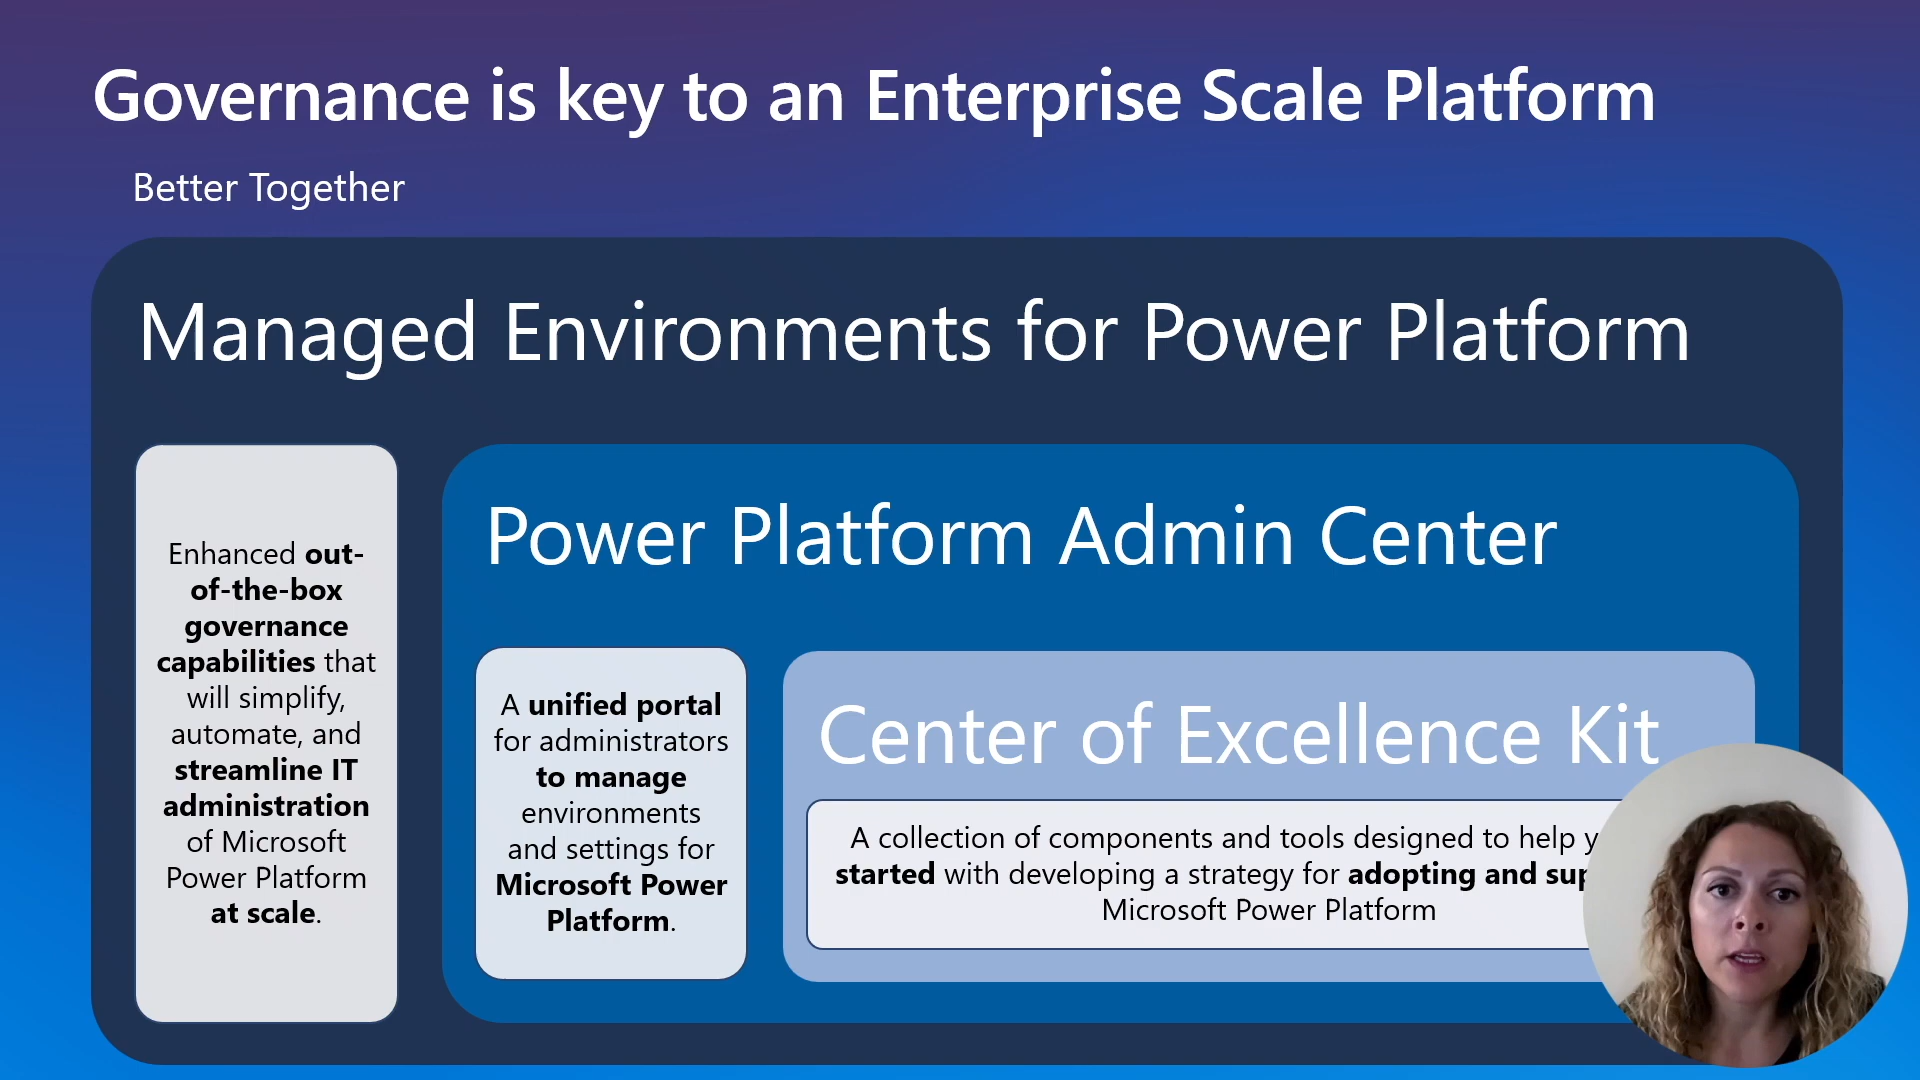 Governance is key to an Enterprise Scale Platform
Better Together
Managed Environments for Power Platform
Enhanced out-
of-the-box
governance
capabilities that
will simplify,
automate, and
streamline IT
administration
of Microsoft
Power Platform
at scale.
Power Platform Admin Center
A unified portal
for administrators
to manage
environments
and settings for
Microsoft Power
Platform.
Center of Excellence Kit
A collection of components and tools designed to help
started with developing a strategy for adopting and
Microsoft Power Platform